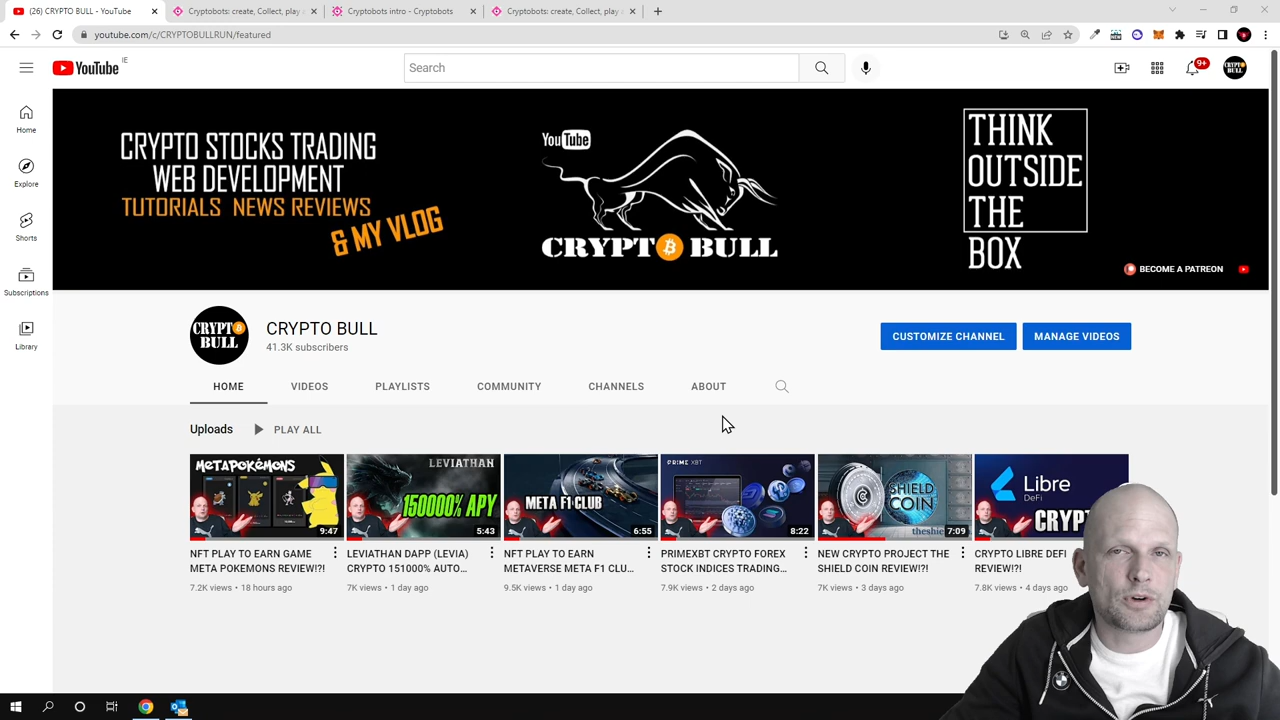 (26) CRYPTO BULL - YouTube
Cryptobots: create, Collect, play
Cryptobots intro - Cryptobots
Cryptobots: create, Collect, play
youtube.com/c/CRYPTOBULLRUN/featured
YouTube IE
Search
9+
CRYPTO BULL
Home
Explore
Shorts
Subscriptions
Library
CRYPTO STOCKS TRADING
WEB DEVELOPMENT
TUTORIALS NEWS REVIEWS
& MY VLOG
YouTube
CRYPTO BULL
THINK
OUTSIDE
THE
BOX
BECOME A PATREON
CRYPTO
BULL
CRYPTO BULL
41.3K subscribers
CUSTOMIZE CHANNEL
MANAGE VIDEOS
HOME
VIDEOS
PLAYLISTS
COMMUNITY
CHANNELS
ABOUT
Uploads
PLAY ALL
METAPOKÉMONS
9:47
LEVIATHAN
150000% APY
5:43
META F1 CLUB
6:55
PRIME XBT
8:22
SHIELD
COIN
theshie
7:09
Libre
DeFi
CRYP
NFT PLAY TO EARN GAME
META POKEMONS REVIEW!?!
7.2K views • 18 hours ago
LEVIATHAN DAPP (LEVIA)
CRYPTO 151000% AUTO...
7K views • 1 day ago
NFT PLAY TO EARN
METAVERSE META F1 CLU...
9.5K views • 1 day ago
PRIMEXBT CRYPTO FOREX
STOCK INDICES TRADING...
7.9K views • 2 days ago
NEW CRYPTO PROJECT THE
SHIELD COIN REVIEW!?!
7K views • 3 days ago
CRYPTO LIBRE DEFI
REVIEW!?!
7.8K views • 4 days ago